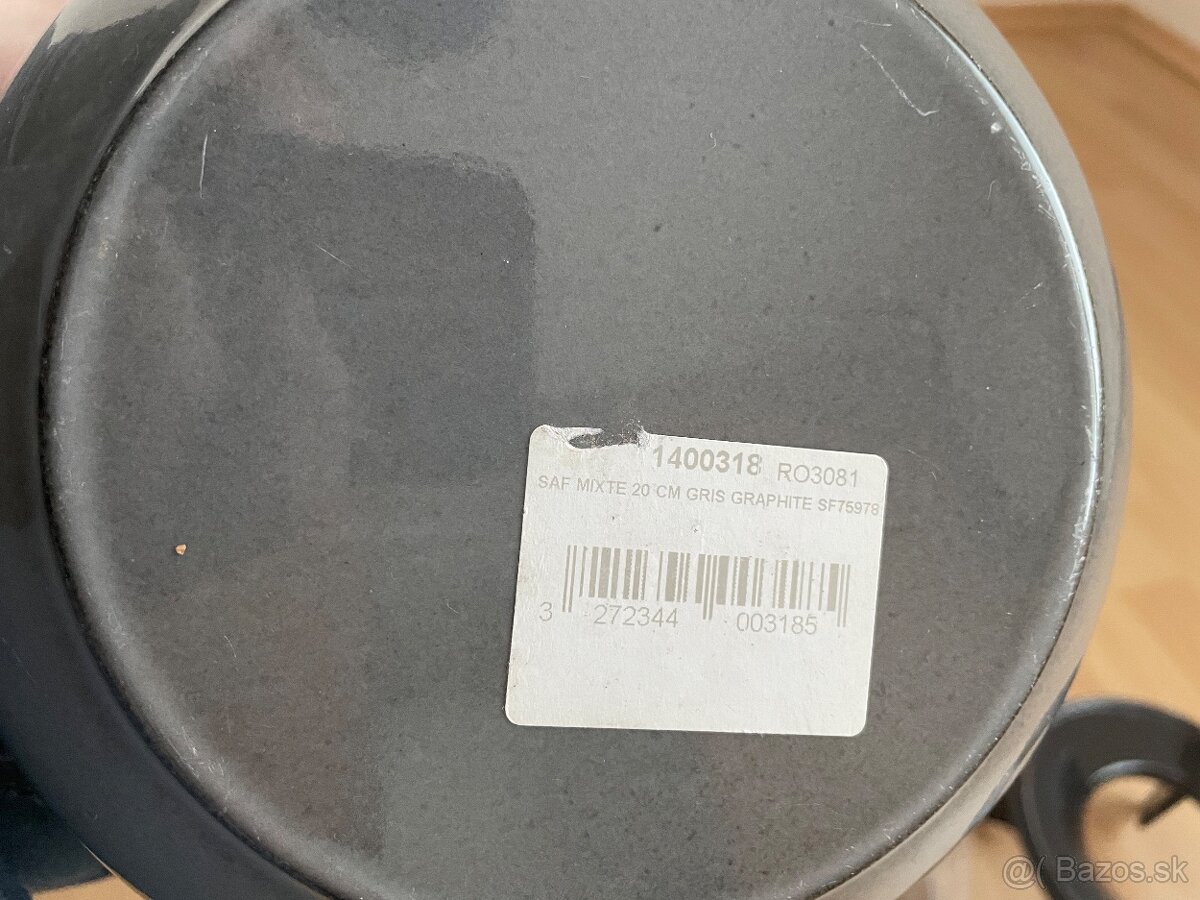 1400318 RO3081
SAF MIXTE 20 CM GRIS GRAPHITE SF75978
3 272344 003185
@( Bazos.sk